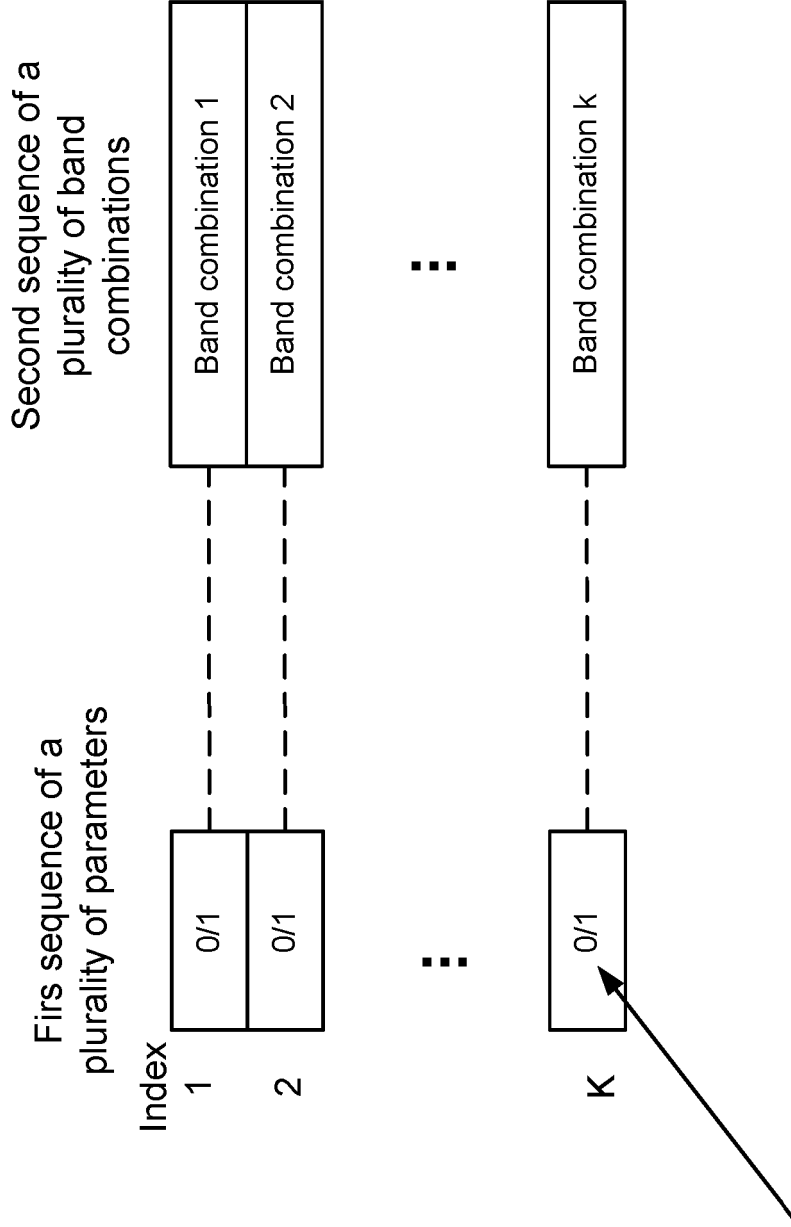 Firs sequence of a
plurality of parameters
Second sequence of a
plurality of band
combinations
Index
1
0/1
Band combination 1
2
0/1
Band combination 2
...
...
K
0/1
Band combination k